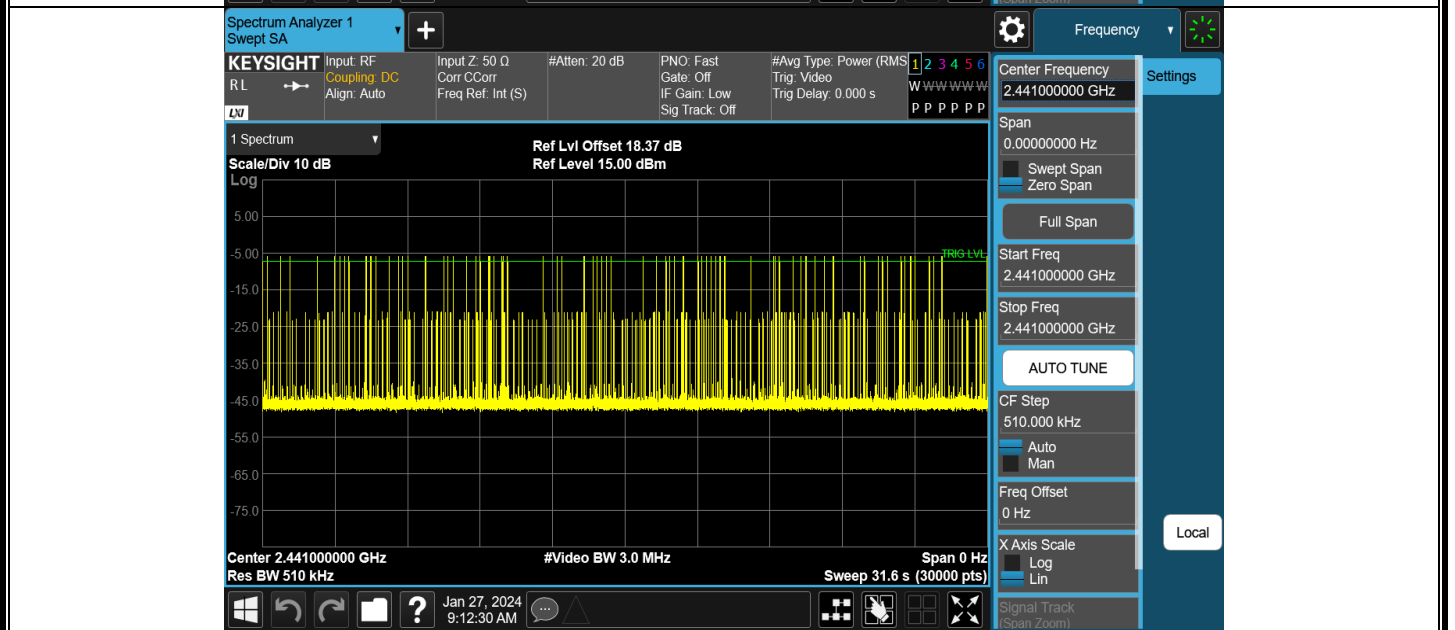 (Span Zoom)
Spectrum Analyzer 1
Swept SA
+
Frequency
KEYSIGHT
RL
LXI
Input: RF
Coupling: DC
Align: Auto
Input Z: 50 Ω
Corr CCorr
Freq Ref: Int (S)
#Atten: 20 dB
PNO: Fast
Gate: Off
IF Gain: Low
Sig Track: Off
#Avg Type: Power (RMS
Trig: Video
Trig Delay: 0.000 s
1 2 3 4 5 6
W W W W W W
P P P P P P
1 Spectrum
Scale/Div 10 dB
Log
Ref Lvl Offset 18.37 dB
Ref Level 15.00 dBm
5.00
-5.00
-15.0
-25.0
-35.0
-45.0
-55.0
-65.0
-75.0
TRIG LVL
Center 2.441000000 GHz
Res BW 510 kHz
#Video BW 3.0 MHz
Span 0 Hz
Sweep 31.6 s (30000 pts)
Center Frequency
2.441000000 GHz
Span
0.00000000 Hz
Swept Span
Zero Span
Full Span
Start Freq
2.441000000 GHz
Stop Freq
2.441000000 GHz
AUTO TUNE
CF Step
510.000 kHz
Auto
Man
Freq Offset
0 Hz
X Axis Scale
Log
Lin
Signal Track
(Span Zoom)
Settings
Local
?
Jan 27, 2024
9:12:30 AM